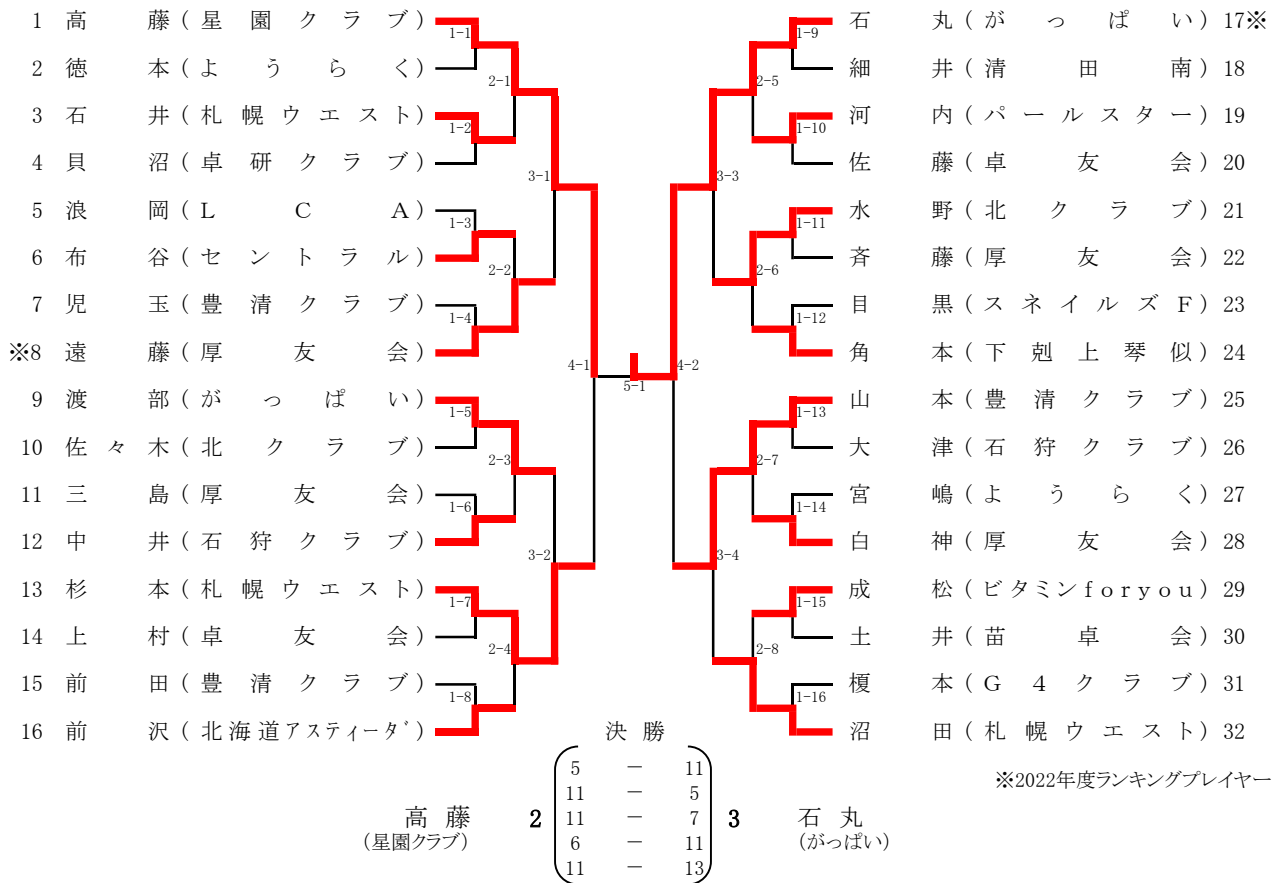 1 高 藤 ( 星 園 ク ラ ブ )
1-1
2 徳 本 ( よ う ら く )
2-1
3 石 井 ( 札 幌 ウ エ ス ト )
1-2
4 貝 沼 ( 卓 研 ク ラ ブ )
3-1
5 浪 岡 ( L C A )
1-3
6 布 谷 ( セ ン ト ラ ル )
2-2
7 児 玉 ( 豊 清 ク ラ ブ )
1-4
※8 遠 藤 ( 厚 友 会 )
4-1
9 渡 部 ( が っ ぱ い )
1-5
10 佐 々 木 ( 北 ク ラ ブ )
2-3
11 三 島 ( 厚 友 会 )
1-6
12 中 井 ( 石 狩 ク ラ ブ )
3-2
13 杉 本 ( 札 幌 ウ エ ス ト )
1-7
14 上 村 ( 卓 友 会 )
2-4
15 前 田 ( 豊 清 ク ラ ブ )
1-8
16 前 沢 ( 北海道アスティーダ )
5-1
石 丸 ( が っ ぱ い ) 17※
1-9
細 井 ( 清 田 南 ) 18
2-5
河 内 ( パ ー ル ス タ ー ) 19
1-10
佐 藤 ( 卓 友 会 ) 20
3-3
水 野 ( 北 ク ラ ブ ) 21
1-11
斉 藤 ( 厚 友 会 ) 22
2-6
目 黒 ( ス ネ イ ル ズ F ) 23
1-12
角 本 ( 下 剋 上 琴 似 ) 24
4-2
山 本 ( 豊 清 ク ラ ブ ) 25
1-13
大 津 ( 石 狩 ク ラ ブ ) 26
2-7
宮 嶋 ( よ う ら く ) 27
1-14
白 神 ( 厚 友 会 ) 28
3-4
成 松 ( ビタミンforyou ) 29
1-15
土 井 ( 苗 卓 会 ) 30
2-8
榎 本 ( G 4 ク ラ ブ ) 31
1-16
沼 田 ( 札 幌 ウ エ ス ト ) 32
※2022年度ランキングプレイヤー
決 勝
5 － 11
11 － 5
高 藤 2 11 － 7 3 石 丸
(星園クラブ) (がっぱい)
6 － 11
11 － 13